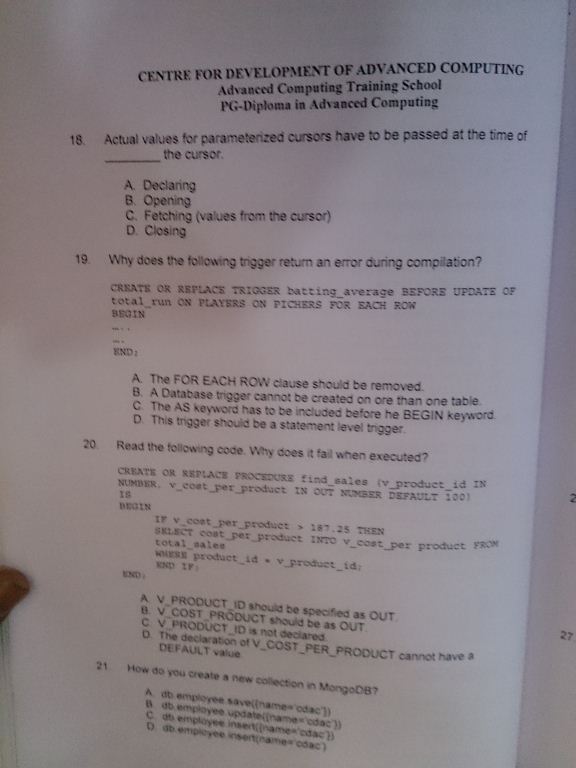 CENTRE FOR DEVELOPMENT OF ADVANCED COMPUTING
Advanced Computing Training School
PG-Diploma in Advanced Computing
18. Actual values for parameterized cursors have to be passed at the time of
________ the cursor.
A. Declaring
B. Opening
C. Fetching (values from the cursor)
D. Closing
19. Why does the following trigger return an error during compilation?
CREATE OR REPLACE TRIGGER batting_average BEFORE UPDATE OF
total_run ON PLAYERS ON PICHERS FOR EACH ROW
BEGIN
....
....
END;
A. The FOR EACH ROW clause should be removed.
B. A Database trigger cannot be created on ore than one table.
C. The AS keyword has to be included before he BEGIN keyword.
D. This trigger should be a statement level trigger.
20. Read the following code. Why does it fail when executed?
CREATE OR REPLACE PROCEDURE find_sales (v_product_id IN
NUMBER, v_cost_per_product IN OUT NUMBER DEFAULT 100)
IS
BEGIN
IF v_cost_per_product > 187.25 THEN
SELECT cost_per_product INTO v_cost_per product FROM
total_sales
WHERE product_id = v_product_id;
END IF;
END;
A. V_PRODUCT_ID should be specified as OUT.
B. V_COST_PRODUCT should be as OUT.
C. V_PRODUCT_ID is not declared.
D. The declaration of V_COST_PER_PRODUCT cannot have a
DEFAULT value.
21. How do you create a new collection in MongoDB?
A. db.employee.save({name='cdac'})
B. db.employee.update({name='cdac'})
C. db.employee.insert({name='cdac'})
D. db.employee.insert(name='cdac')
2
27